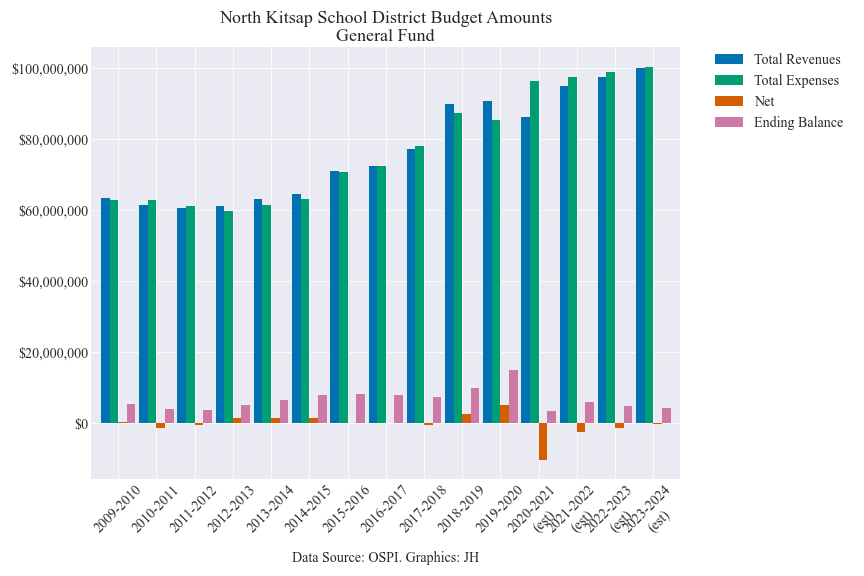 North Kitsap School District Budget Amounts
General Fund
Total Revenues
Total Expenses
Net
Ending Balance
$100,000,000
$80,000,000
$60,000,000
$40,000,000
$20,000,000
$0
2009-2010
2010-2011
2011-2012
2012-2013
2013-2014
2014-2015
2015-2016
2016-2017
2017-2018
2018-2019
2019-2020
2020-2021
(est)
2021-2022
(est)
2022-2023
(est)
2023-2024
(est)
Data Source: OSPI. Graphics: JH